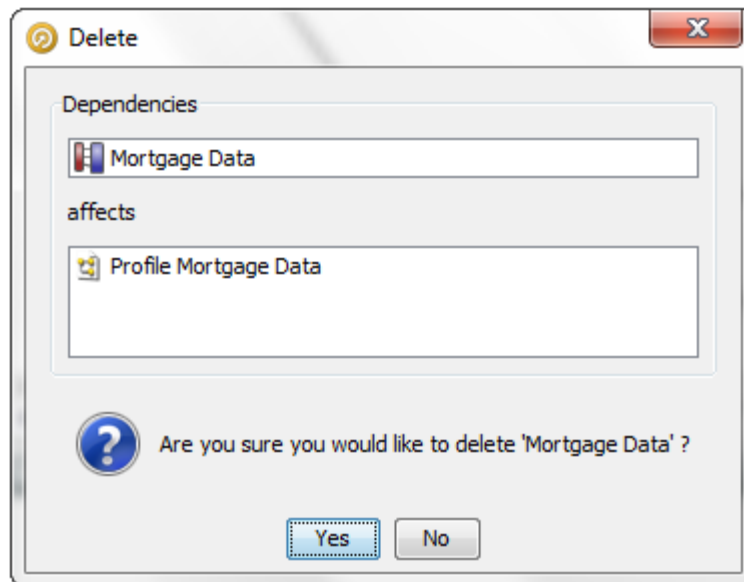 Delete
Dependencies
Mortgage Data
affects
Profile Mortgage Data
Are you sure you would like to delete 'Mortgage Data' ?
Yes No